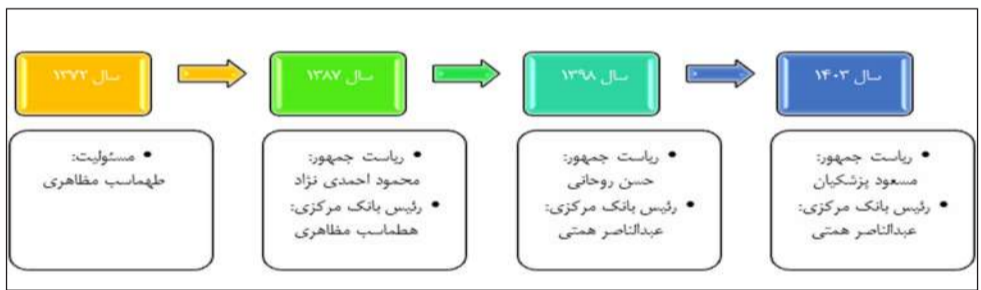 سال ۱۳۷۲
سال ۱۳۸۷
سال ۱۳۹۸
سال ۱۴۰۳
• مسئولیت:
طهماسب مظاهری
• ریاست جمهور:
محمود احمدی نژاد
• رئیس بانک مرکزی:
هطماسب مظاهری
• ریاست جمهور:
حسن روحانی
• رئیس بانک مرکزی:
عبدالناصر همتی
• ریاست جمهور:
مسعود پزشکیان
• رئیس بانک مرکزی:
عبدالناصر همتی